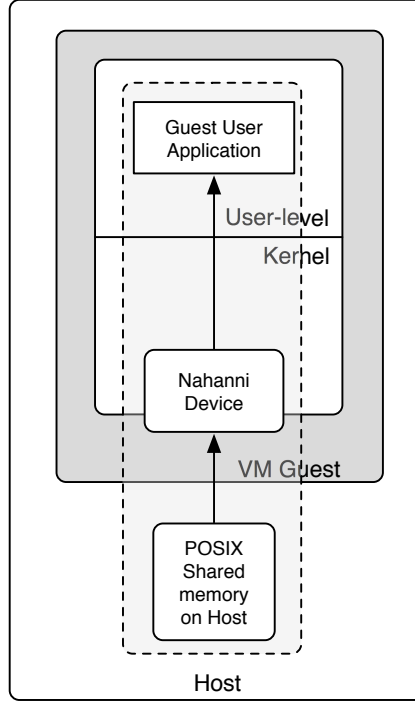 Guest User
Application
User-level
Kernel
Nahanni
Device
VM Guest
POSIX
Shared
memory
on Host
Host